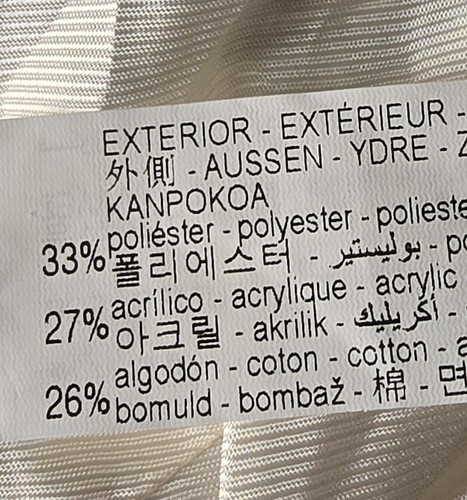 EXTERIOR - EXTÉRIEUR -
外側 - AUSSEN - YDRE -
KANPOKOA
33% poliéster - polyester - polieste
폴리에스터 - بوليستير - po
27% acrílico - acrylique - acrylic
아크릴 - akrilik - أكريليك -
26% algodón - coton - cotton - a
bomuld - bombaž - 棉 - 면